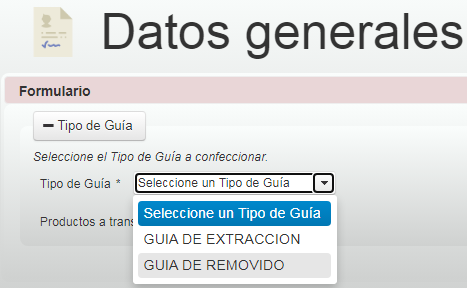 Datos generales
Formulario
Tipo de Guía
Seleccione el Tipo de Guía a confeccionar.
Tipo de Guía * Seleccione un Tipo de Guía
Seleccione un Tipo de Guía
Productos a
GUIA DE EXTRACCION
GUIA DE REMOVIDO